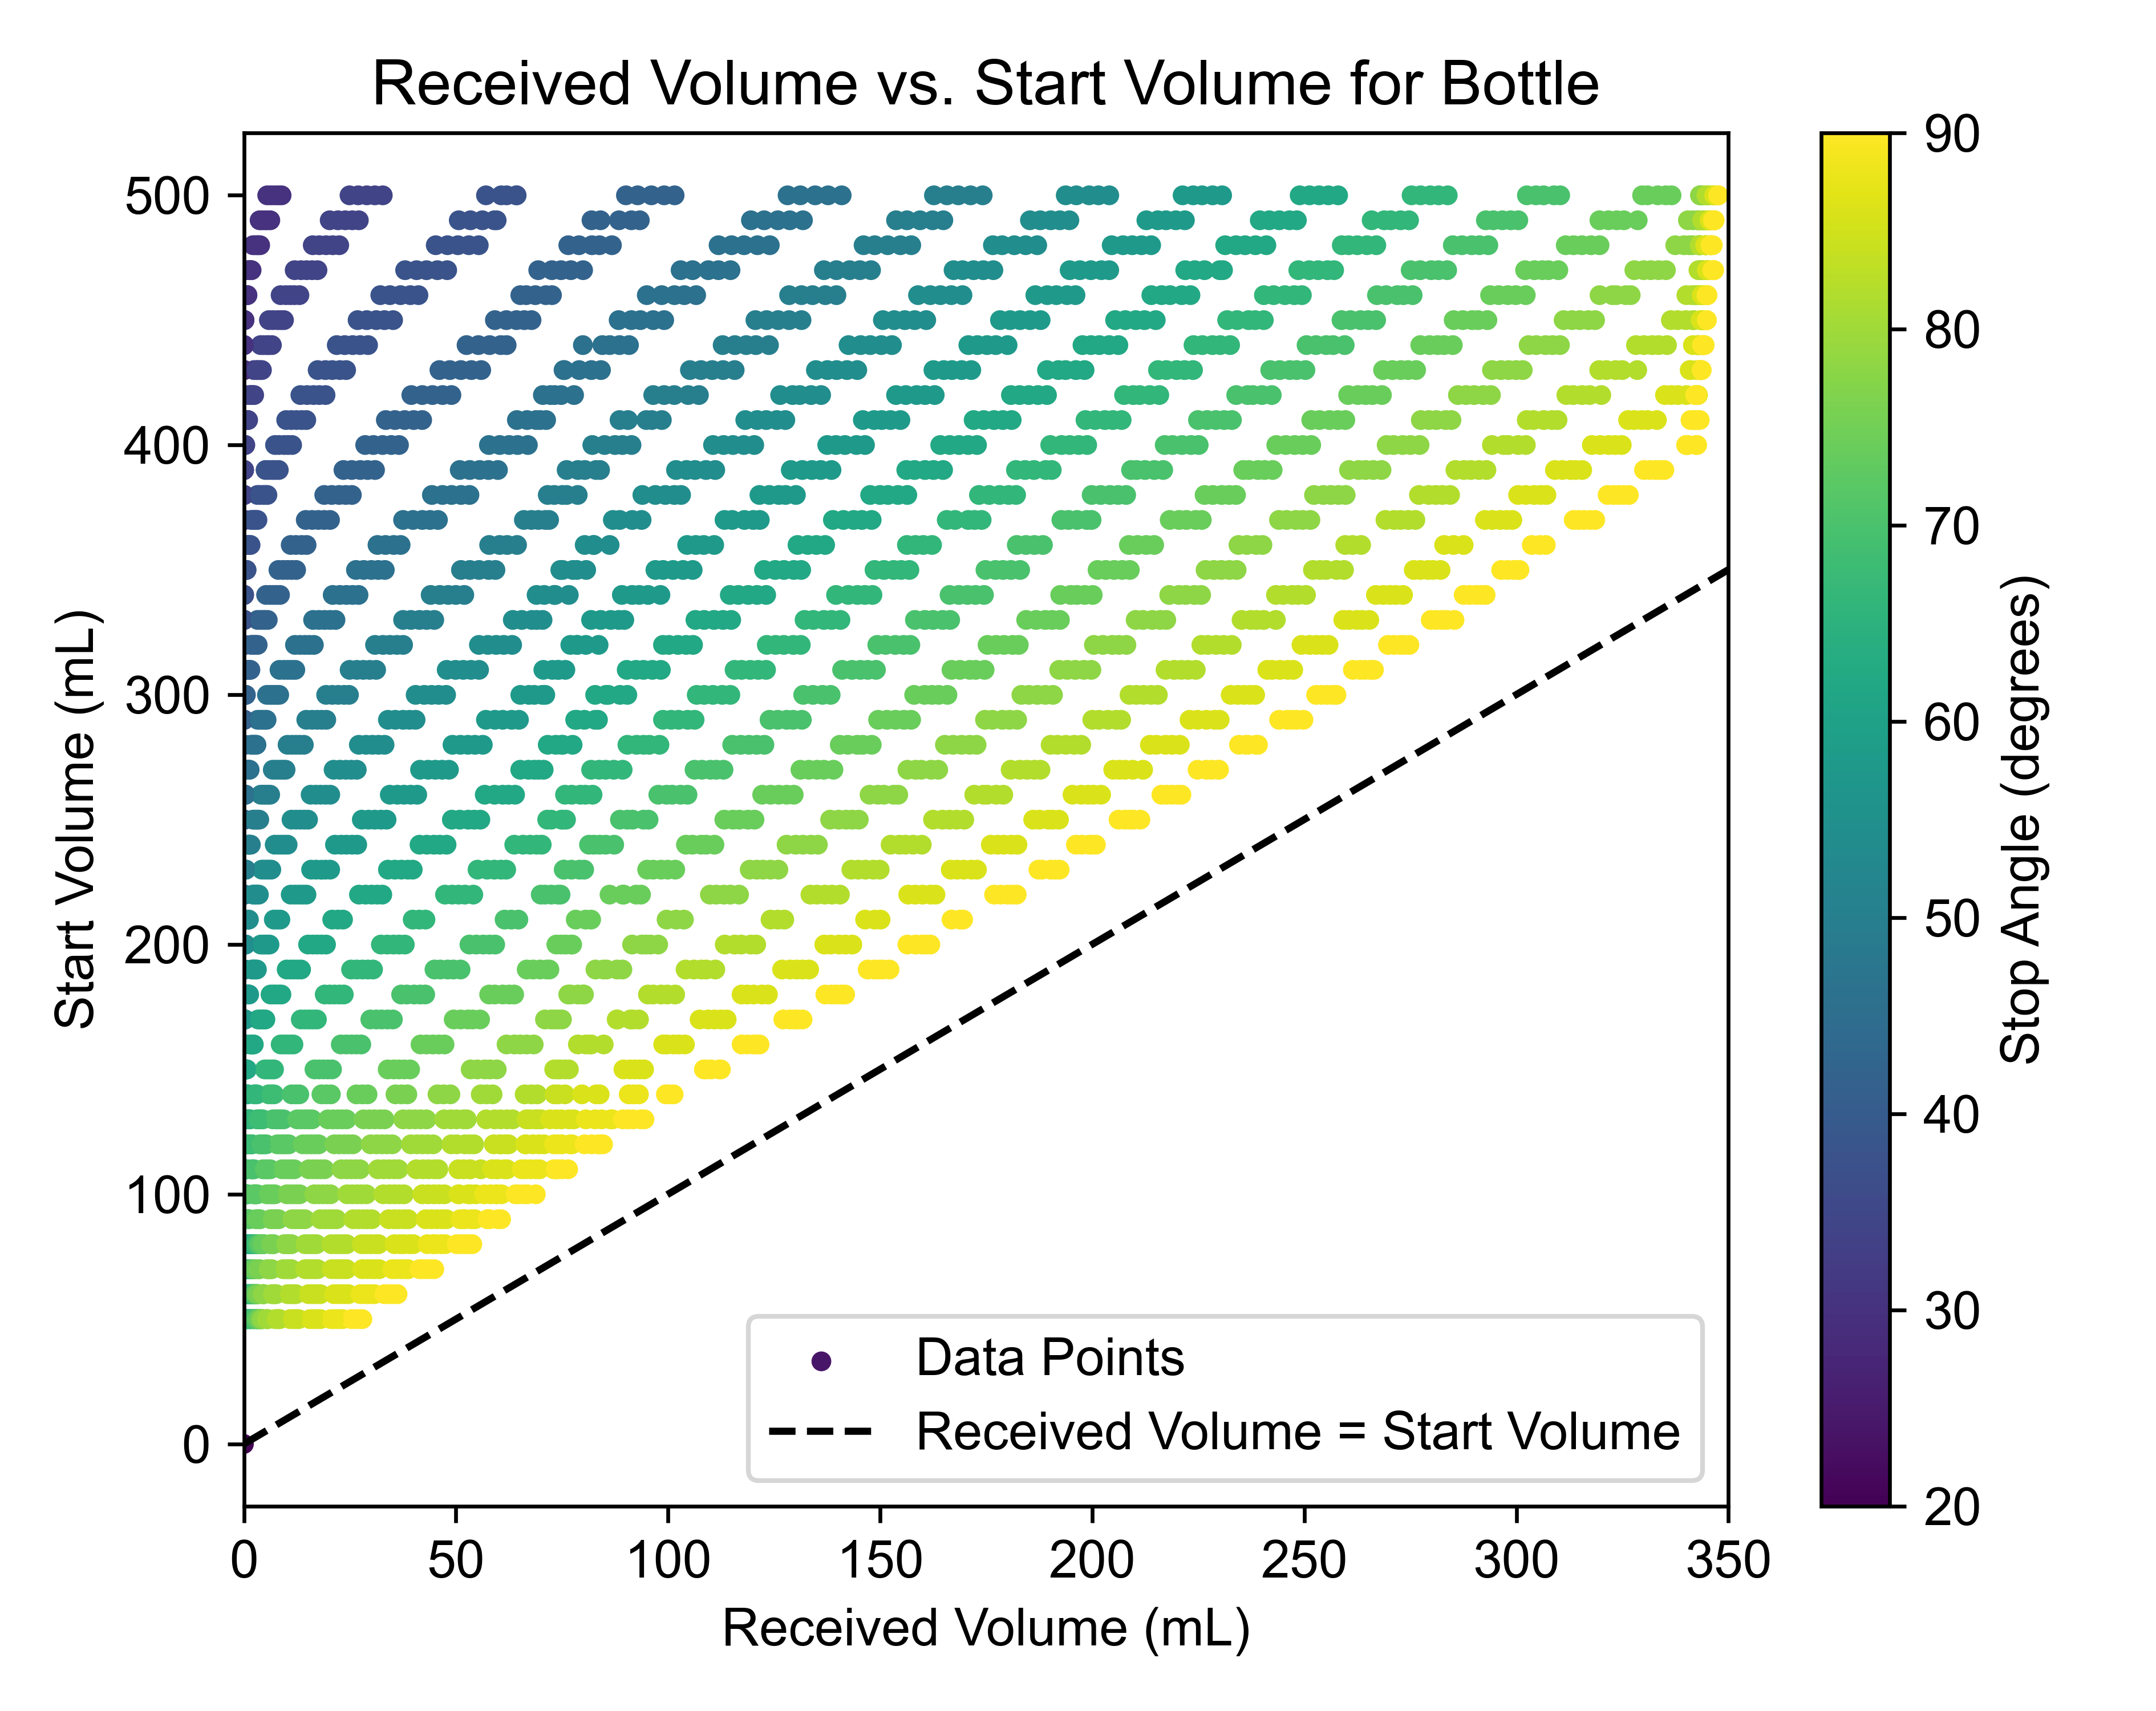 Received Volume vs. Start Volume for Bottle
Start Volume (mL)
500
400
300
200
100
0
0 50 100 150 200 250 300 350
Received Volume (mL)
Data Points
Received Volume = Start Volume
90
80
70
60
50
40
30
20
Stop Angle (degrees)